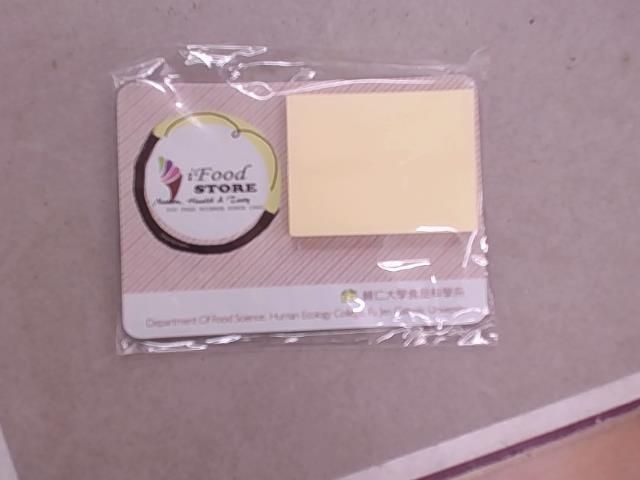 iFood
STORE
Health & Tasty
輔仁大學食品科學系
Department Of Food Science, Human Ecology College, Fu Jen